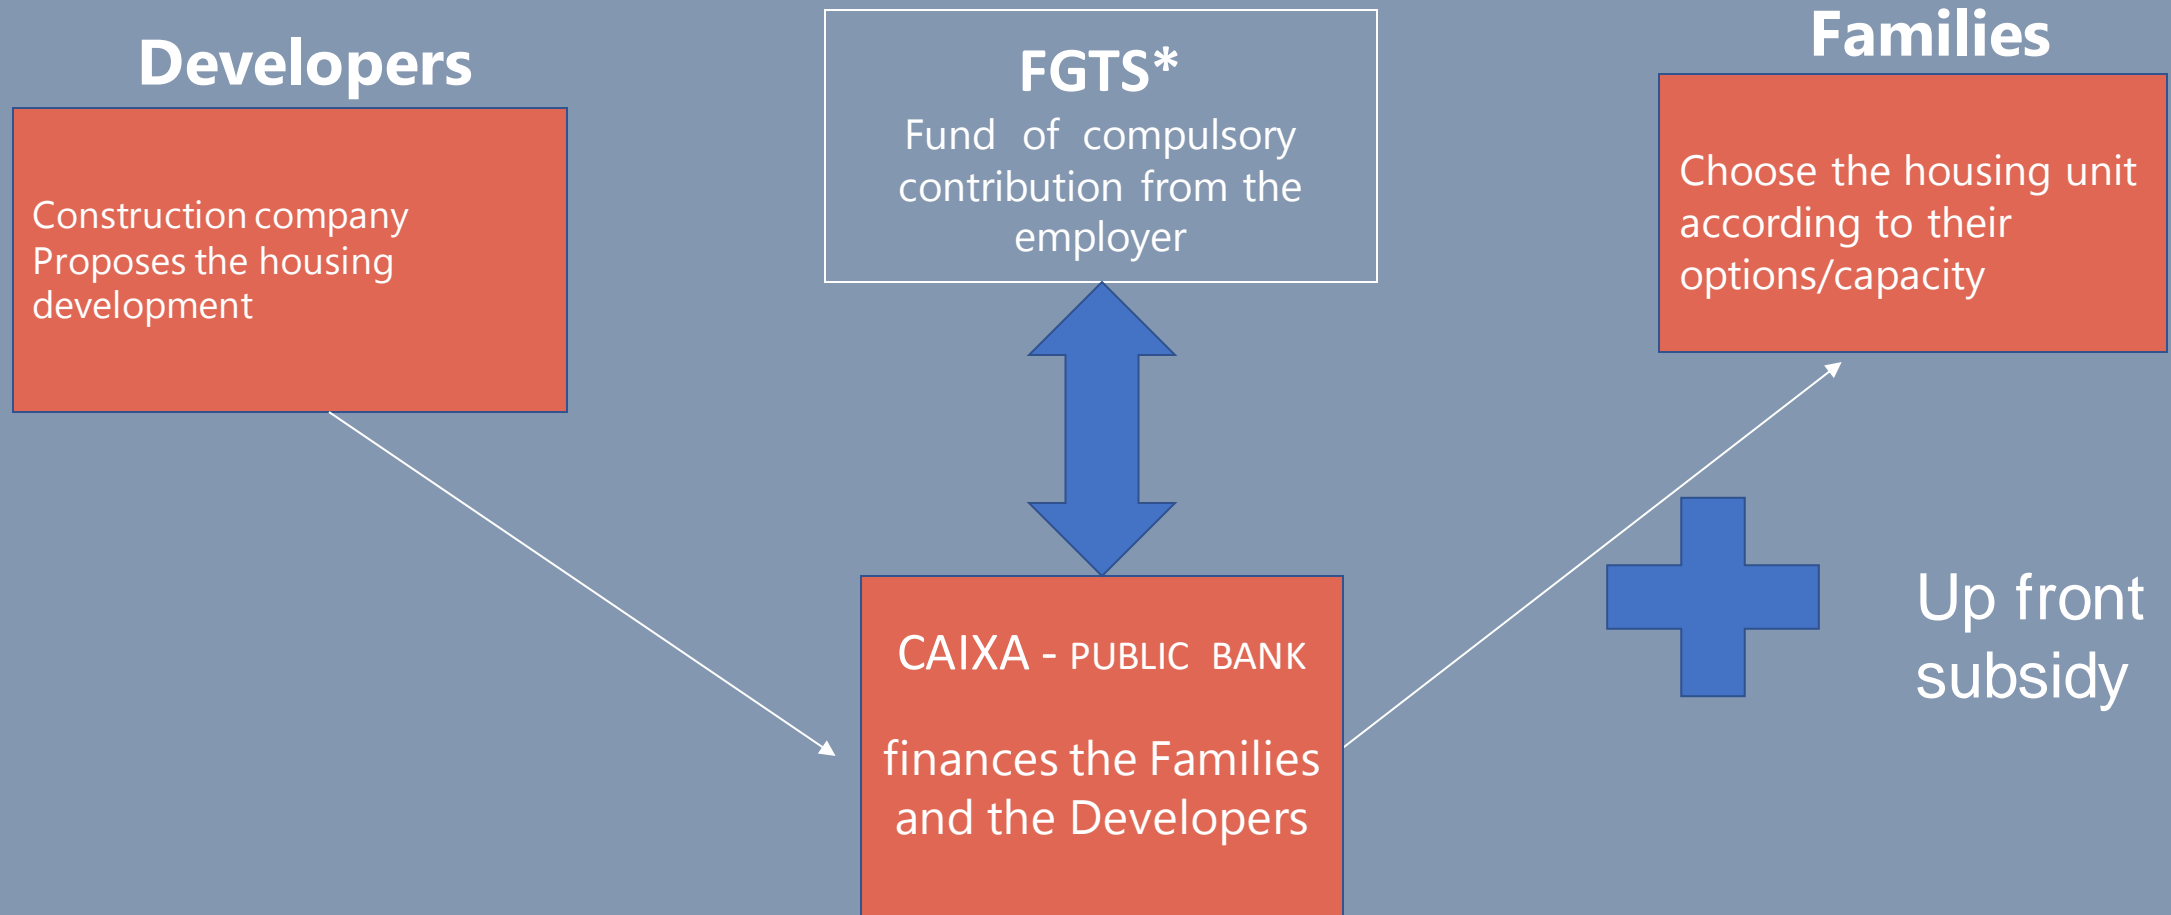 Developers
Construction company
Proposes the housing
development
FGTS*
Fund of compulsory
contribution from the
employer
Families
Choose the housing unit
according to their
options/capacity
CAIXA - PUBLIC BANK
finances the Families
and the Developers
Up front
subsidy